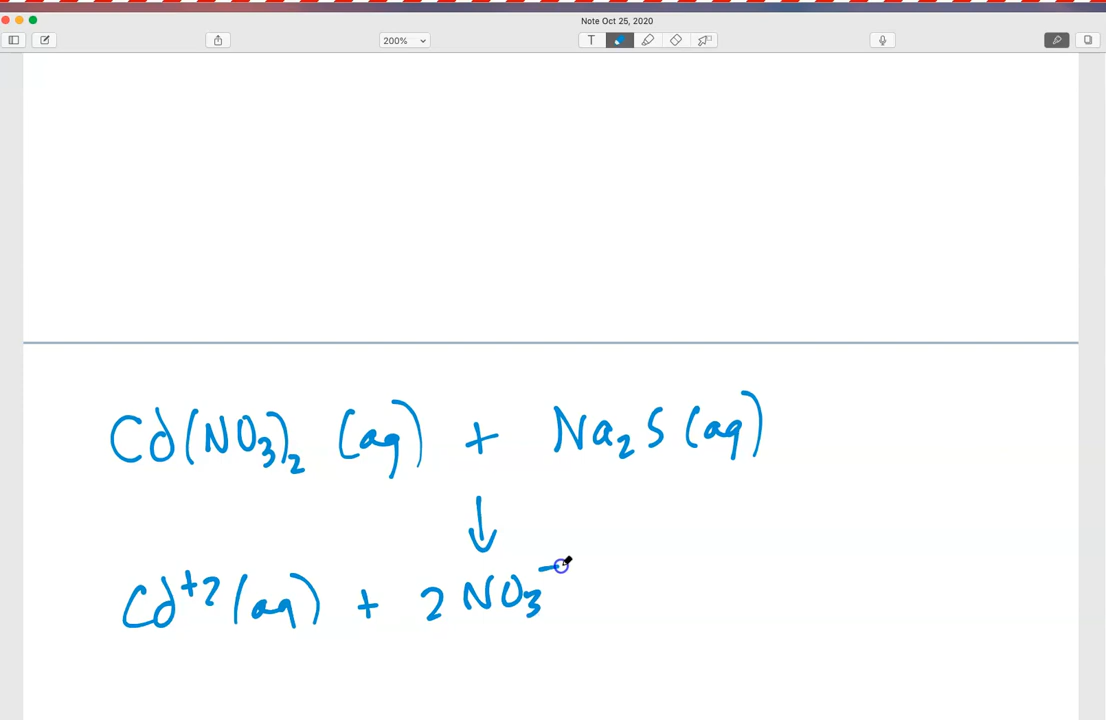 Note Oct 25, 2020
200%
T
Cd(NO₃)₂ (aq) + Na₂S (aq)
↓
Cd⁺² (aq) + 2 NO₃⁻